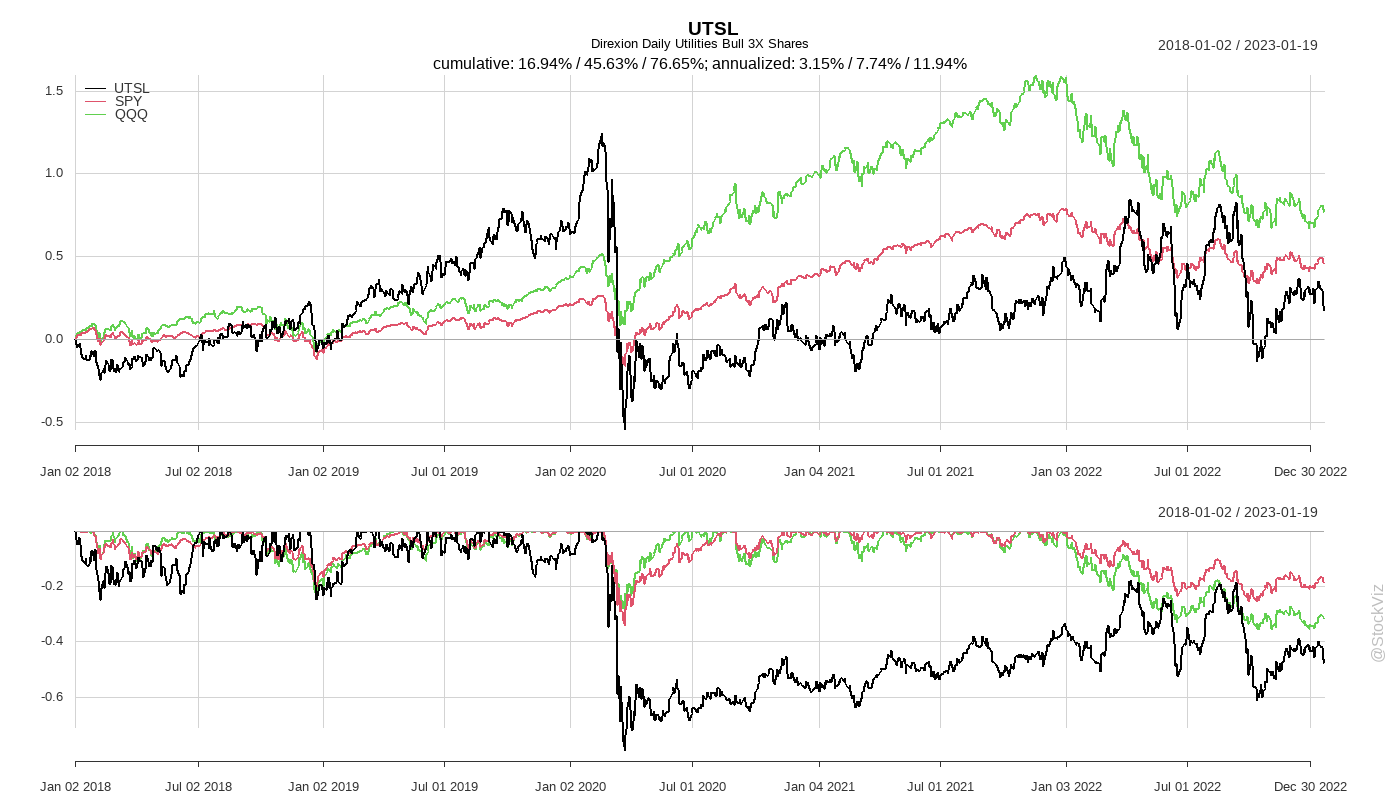 UTSL
Direxion Daily Utilities Bull 3X Shares
2018-01-02 / 2023-01-19
cumulative: 16.94% / 45.63% / 76.65%; annualized: 3.15% / 7.74% / 11.94%
UTSL
SPY
QQQ
1.5
1.0
0.5
0.0
-0.5
Jan 02 2018 Jul 02 2018 Jan 02 2019 Jul 01 2019 Jan 02 2020 Jul 01 2020 Jan 04 2021 Jul 01 2021 Jan 03 2022 Jul 01 2022 Dec 30 2022
2018-01-02 / 2023-01-19
-0.2
-0.4
-0.6
Jan 02 2018 Jul 02 2018 Jan 02 2019 Jul 01 2019 Jan 02 2020 Jul 01 2020 Jan 04 2021 Jul 01 2021 Jan 03 2022 Jul 01 2022 Dec 30 2022
@StockViz